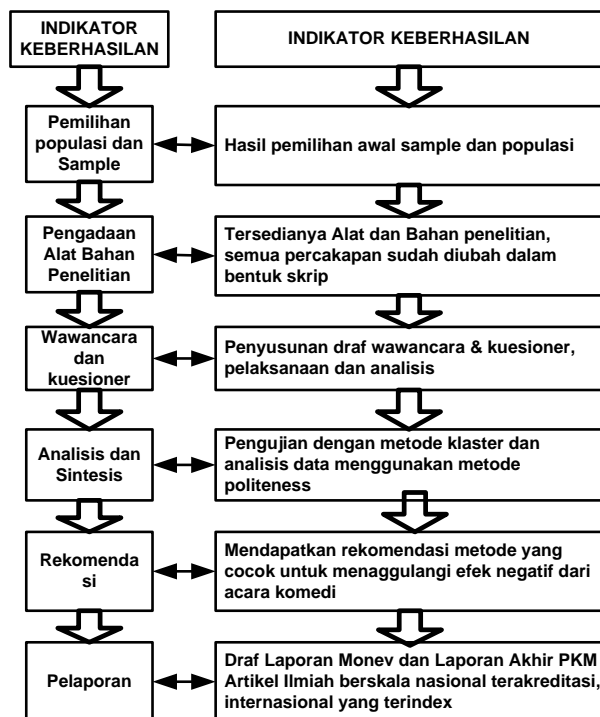 INDIKATOR
KEBERHASILAN
INDIKATOR KEBERHASILAN
Pemilihan
populasi dan
Sample
Hasil pemilihan awal sample dan populasi
Pengadaan
Alat Bahan
Penelitian
Tersedianya Alat dan Bahan penelitian,
semua percakapan sudah diubah dalam
bentuk skrip
Wawancara
dan
kuesioner
Penyusunan draf wawancara & kuesioner,
pelaksanaan dan analisis
Analisis dan
Sintesis
Pengujian dengan metode klaster dan
analisis data menggunakan metode
politeness
Rekomenda
si
Mendapatkan rekomendasi metode yang
cocok untuk menaggulangi efek negatif dari
acara komedi
Pelaporan
Draf Laporan Monev dan Laporan Akhir PKM
Artikel Ilmiah berskala nasional terakreditasi,
internasional yang terindex